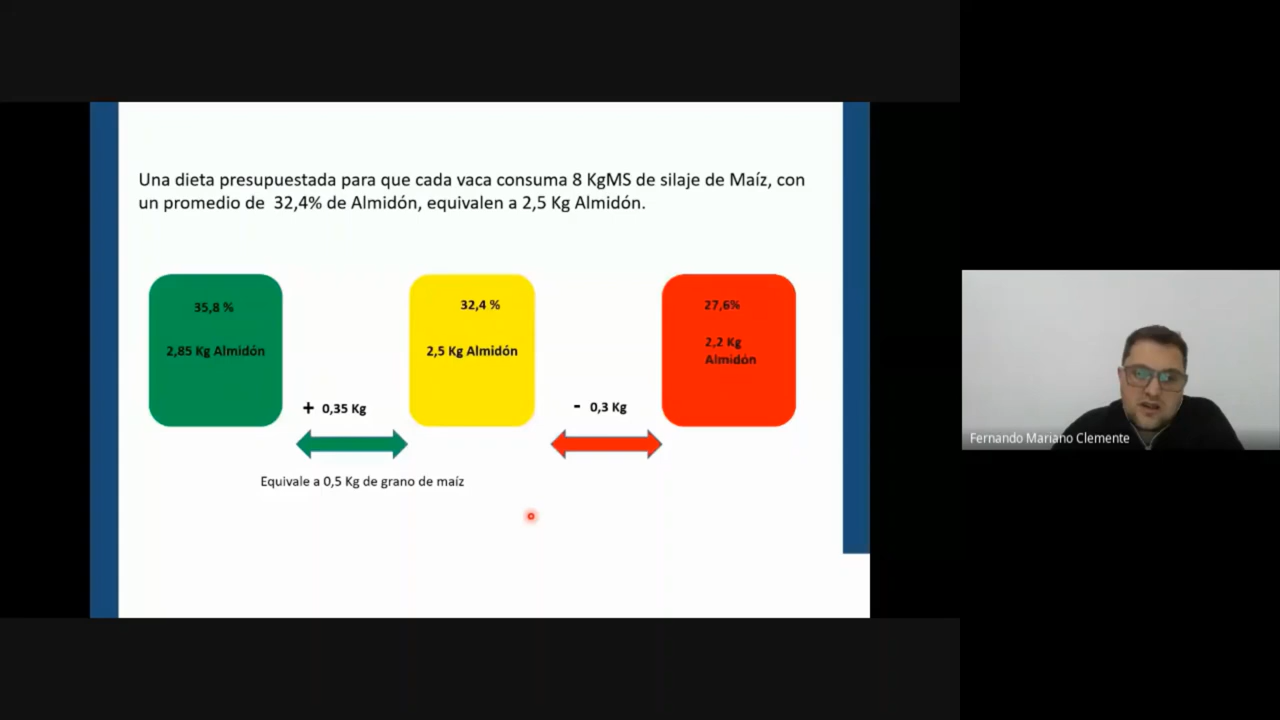 Una dieta presupuestada para que cada vaca consuma 8 KgMS de silaje de Maíz, con
un promedio de 32,4% de Almidón, equivalen a 2,5 Kg Almidón.
35,8 %
2,85 Kg Almidón
+ 0,35 Kg
Equivale a 0,5 Kg de grano de maíz
32,4 %
2,5 Kg Almidón
- 0,3 Kg
27,6%
2,2 Kg
Almidón
Fernando Mariano Clemente